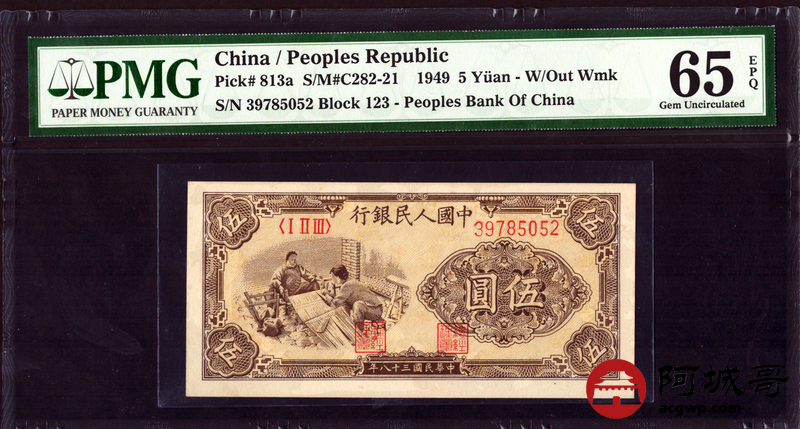 PMG
PAPER MONEY GUARANTY
China / Peoples Republic
Pick# 813a S/M#C282-21 1949 5 Yüan - W/Out Wmk
S/N 39785052 Block 123 - Peoples Bank Of China
65
EPQ
Gem Uncirculated
行銀民人國中
〈I II III〉
39785052
伍
伍
圓伍
伍
伍
年八十三國民華中
阿城哥
acgwp.com